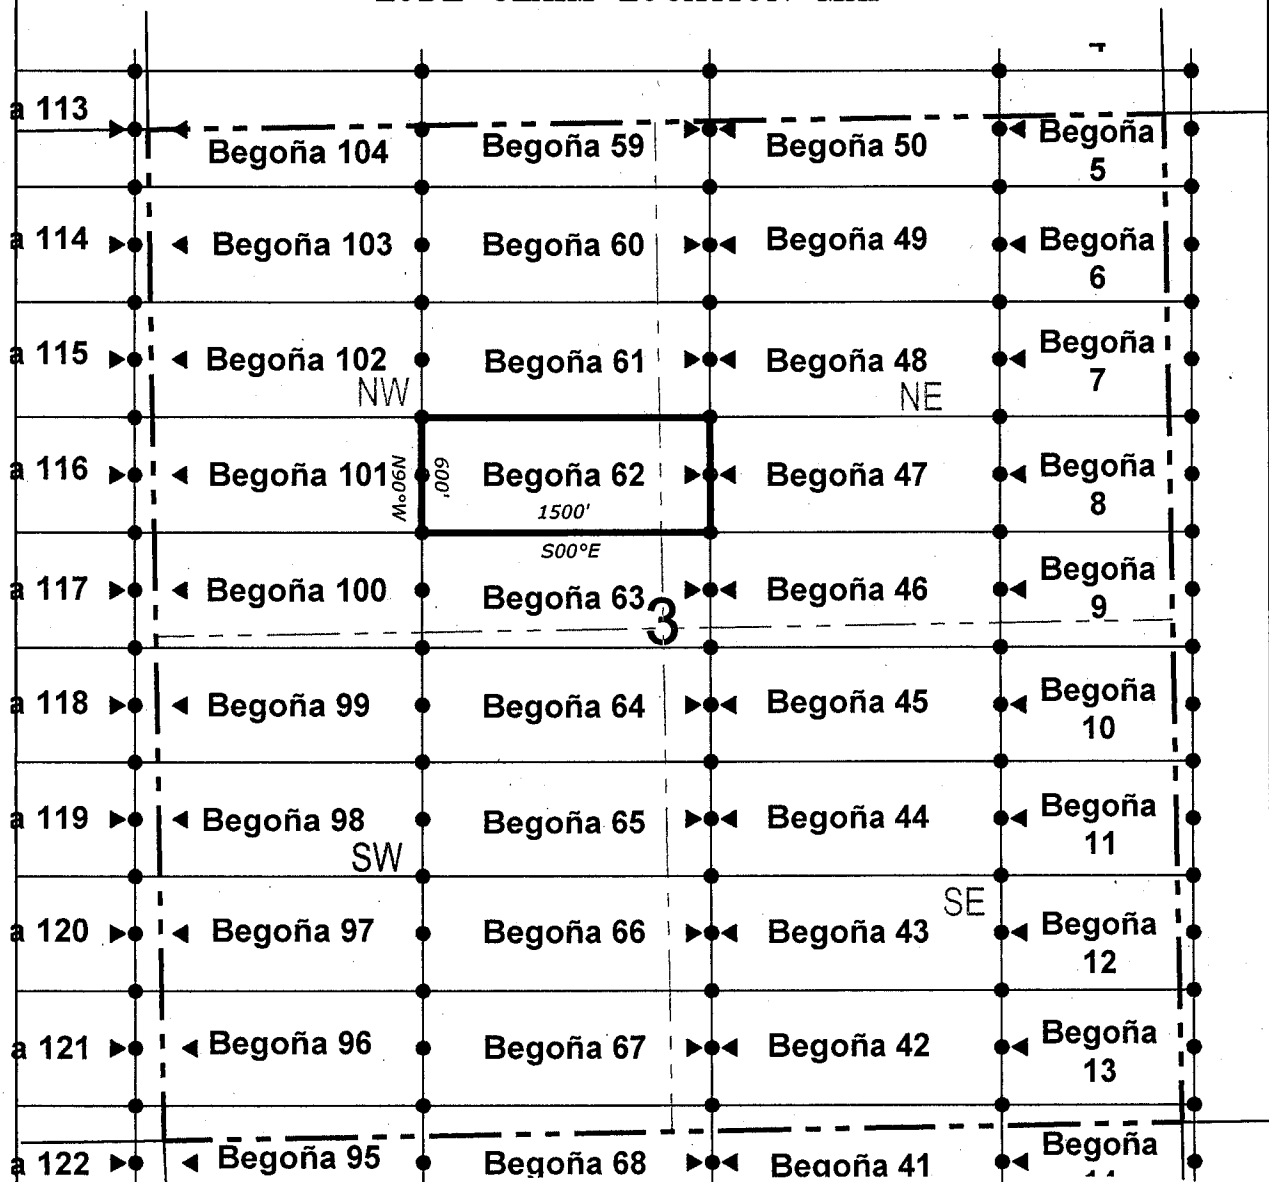 a 113
Begoña 104
Begoña 59
Begoña 50
Begoña
5
a 114
Begoña 103
Begoña 60
Begoña 49
Begoña
6
a 115
Begoña 102
Begoña 61
Begoña 48
Begoña
7
NW
NE
a 116
Begoña 101
N90°W
600'
Begoña 62
1500'
S00°E
Begoña 47
Begoña
8
a 117
Begoña 100
Begoña 63
Begoña 46
Begoña
9
3
a 118
Begoña 99
Begoña 64
Begoña 45
Begoña
10
a 119
Begoña 98
Begoña 65
Begoña 44
Begoña
11
SW
SE
a 120
Begoña 97
Begoña 66
Begoña 43
Begoña
12
a 121
Begoña 96
Begoña 67
Begoña 42
Begoña
13
a 122
Begoña 95
Begoña 68
Begoña 41
Begoña